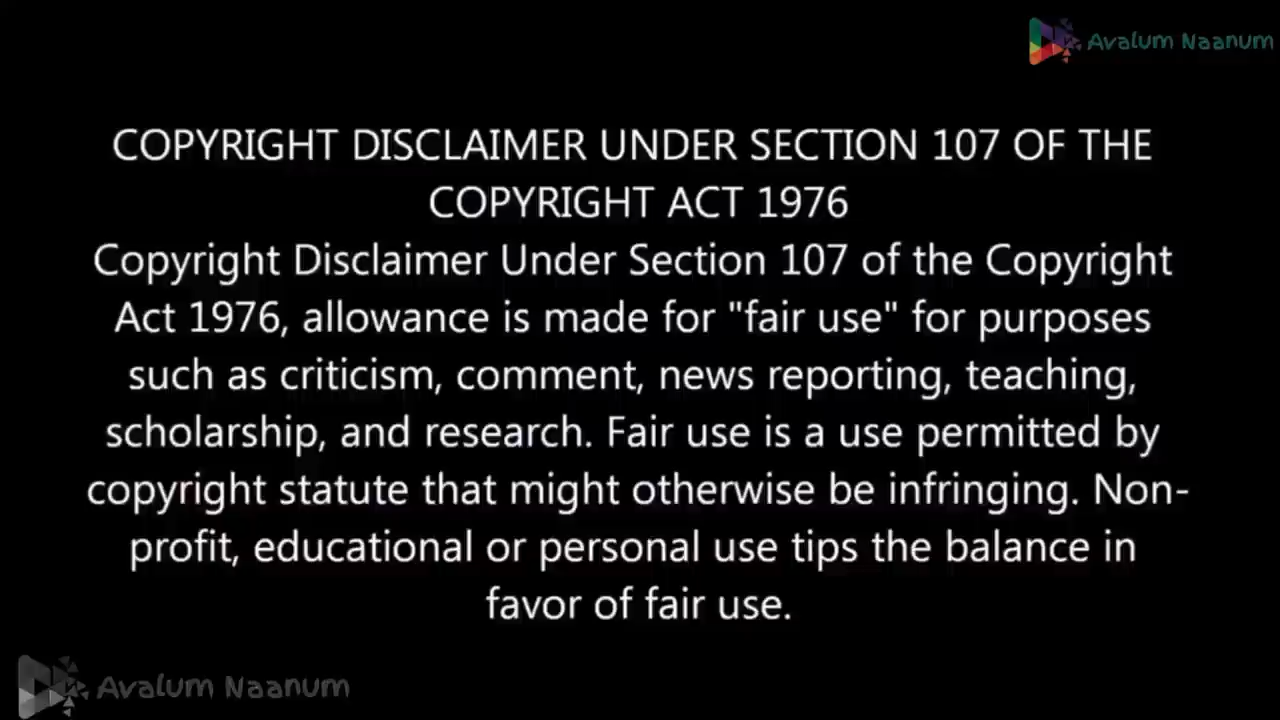 Avalum Naanum
COPYRIGHT DISCLAIMER UNDER SECTION 107 OF THE
COPYRIGHT ACT 1976
Copyright Disclaimer Under Section 107 of the Copyright
Act 1976, allowance is made for "fair use" for purposes
such as criticism, comment, news reporting, teaching,
scholarship, and research. Fair use is a use permitted by
copyright statute that might otherwise be infringing. Non-
profit, educational or personal use tips the balance in
favor of fair use.
Avalum Naanum